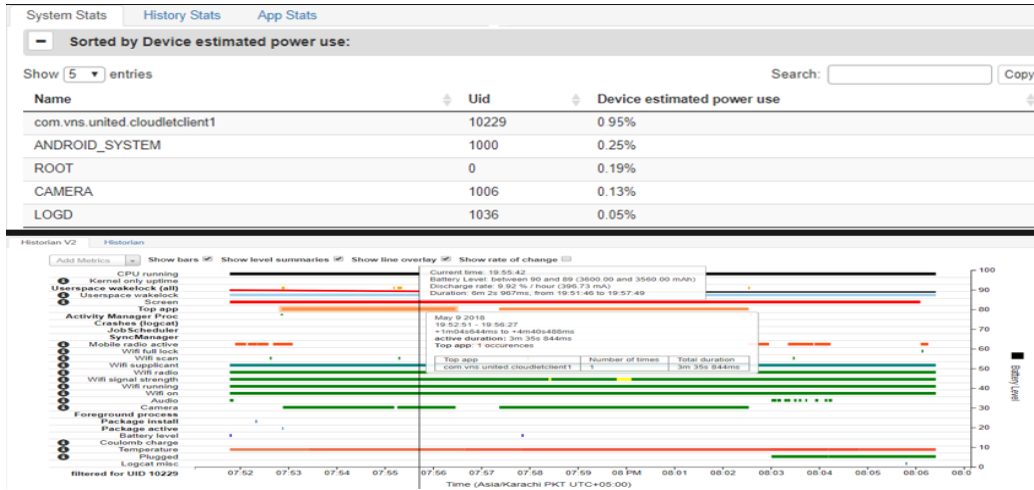 System Stats History Stats App Stats
− Sorted by Device estimated power use:
Show 5 entries Search: Copy
Name Uid Device estimated power use
com.vns.united.cloudletclient1 10229 0 95%
ANDROID_SYSTEM 1000 0.25%
ROOT 0 0.19%
CAMERA 1006 0.13%
LOGD 1036 0.05%
Historian V2 Historian
Add Metrics Show bars Show level summaries Show line overlay Show rate of change
Current time: 19:55:42
Battery Level: between 90 and 89 (3600.00 and 3560.00 mAh)
Discharge rate: 9.92 % / hour (396.73 mA)
Duration: 6m 2s 967ms, from 19:51:46 to 19:57:49
May 9 2018
19:52:51 - 19:56:27
+1m04s644ms to +4m40s488ms
active duration: 3m 35s 844ms
Top app: 1 occurences
Top app Number of times Total duration
com.vns.united.cloudletclient1 1 3m 35s 844ms
CPU running
Kernel only uptime
Userspace wakelock (all)
Userspace wakelock
Screen
Top app
Activity Manager Proc
Crashes (logcat)
JobScheduler
SyncManager
Mobile radio active
Wifi full lock
Wifi scan
Wifi supplicant
Wifi radio
Wifi signal strength
Wifi running
Wifi on
Audio
Camera
Foreground process
Package install
Package active
Battery level
Coulomb charge
Temperature
Plugged
Logcat misc
filtered for UID 10229
100
90
80
70
60
50
40
30
20
10
0
Battery Level
07:52 07:53 07:54 07:55 07:56 07:57 07:58 07:59 08 PM 08:01 08:02 08:03 08:04 08:05 08:06 08:0
Time (Asia/Karachi PKT UTC+05:00)